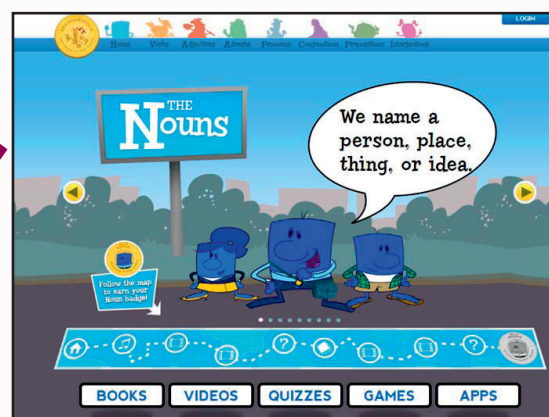 LOGIN
Nouns Verbs Adjectives Adverbs Pronouns Conjunctions Prepositions Interjections
THE
Nouns
We name a
person, place,
thing, or idea.
Follow the map
to earn your
Noun badge!
BOOKS VIDEOS QUIZZES GAMES APPS